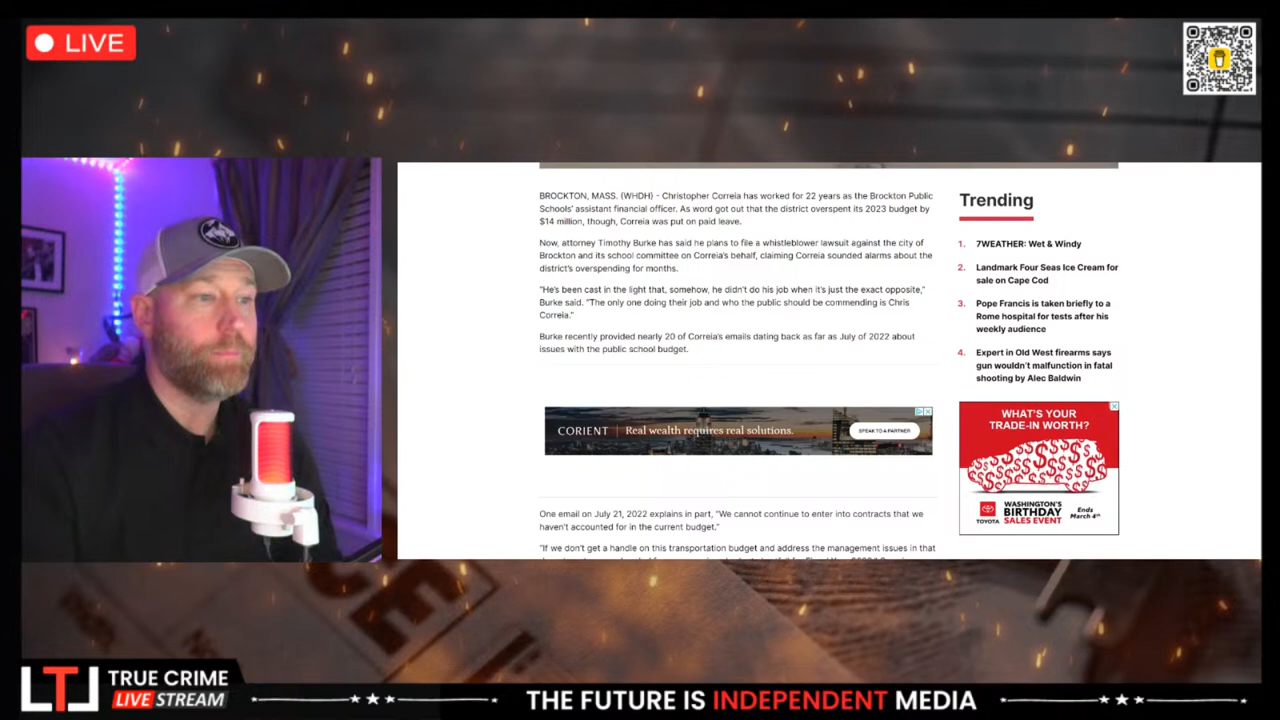 LIVE
BROCKTON, MASS. (WHDH) - Christopher Correia has worked for 22 years as the Brockton Public
Schools' assistant financial officer. As word got out that the district overspent its 2023 budget by
$14 million, though, Correia was put on paid leave.
Now, attorney Timothy Burke has said he plans to file a whistleblower lawsuit against the city of
Brockton and its school committee on Correia's behalf, claiming Correia sounded alarms about the
district's overspending for months.
"He's been cast in the light that, somehow, he didn't do his job when it's just the exact opposite,"
Burke said. "The only one doing their job and who the public should be commending is Chris
Correia."
Burke recently provided nearly 20 of Correia's emails dating back as far as July of 2022 about
issues with the public school budget.
CORIENT | Real wealth requires real solutions.
SPEAK TO A PARTNER
One email on July 21, 2022 explains in part, "We cannot continue to enter into contracts that we
haven't accounted for in the current budget."
"If we don't get a handle on this transportation budget and address the management issues in that
Trending
1. 7WEATHER: Wet & Windy
2. Landmark Four Seas Ice Cream for
sale on Cape Cod
3. Pope Francis is taken briefly to a
Rome hospital for tests after his
weekly audience
4. Expert in Old West firearms says
gun wouldn't malfunction in fatal
shooting by Alec Baldwin
WHAT'S YOUR
TRADE-IN WORTH?
TOYOTA
WASHINGTON'S
BIRTHDAY
SALES EVENT
Ends
March 4th
LTL
TRUE CRIME
LIVE STREAM
THE FUTURE IS INDEPENDENT MEDIA